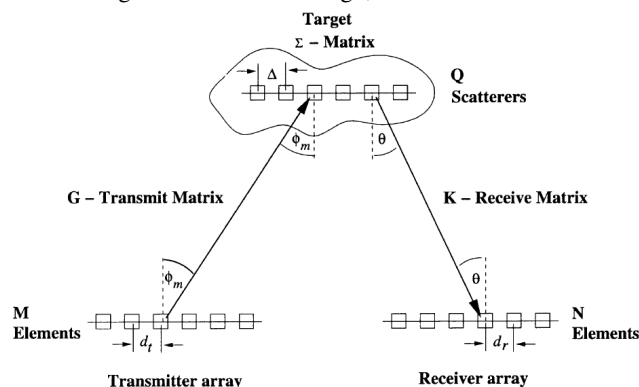 Target
Σ – Matrix
Δ
Q
Scatterers
ϕm
θ
G – Transmit Matrix
K – Receive Matrix
ϕm
θ
M
Elements
N
Elements
dt
dr
Transmitter array
Receiver array